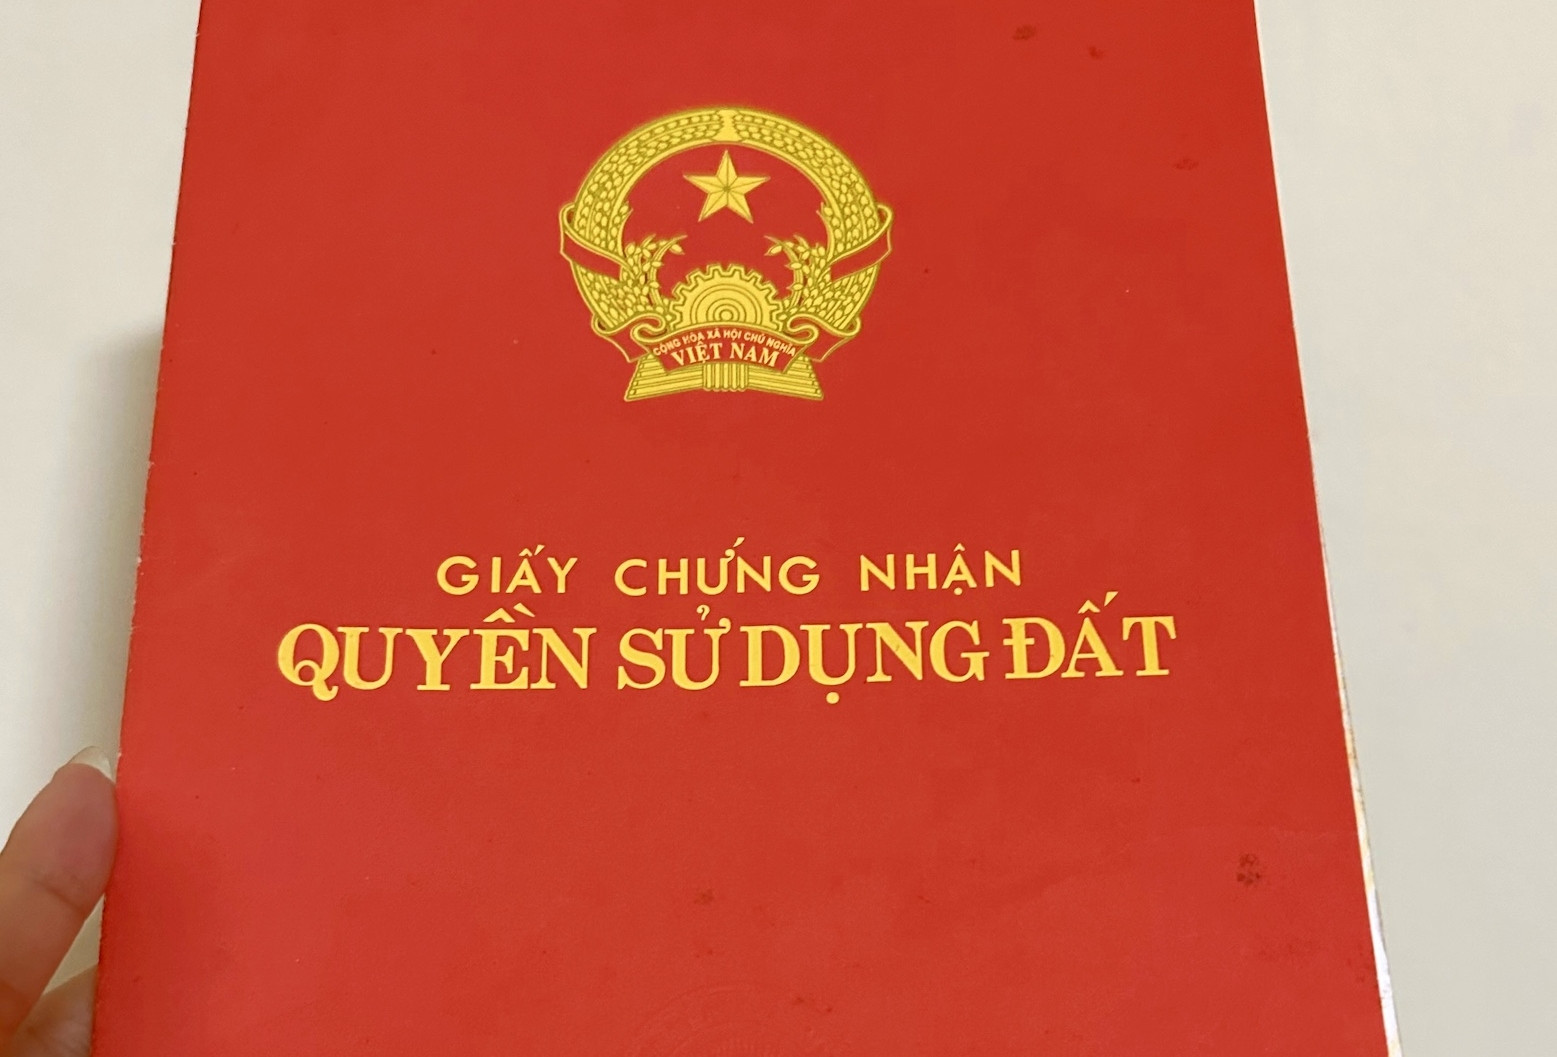 CỘNG HÒA XÃ HỘI CHỦ NGHĨA
VIỆT NAM
GIẤY CHỨNG NHẬN
QUYỀN SỬ DỤNG ĐẤT